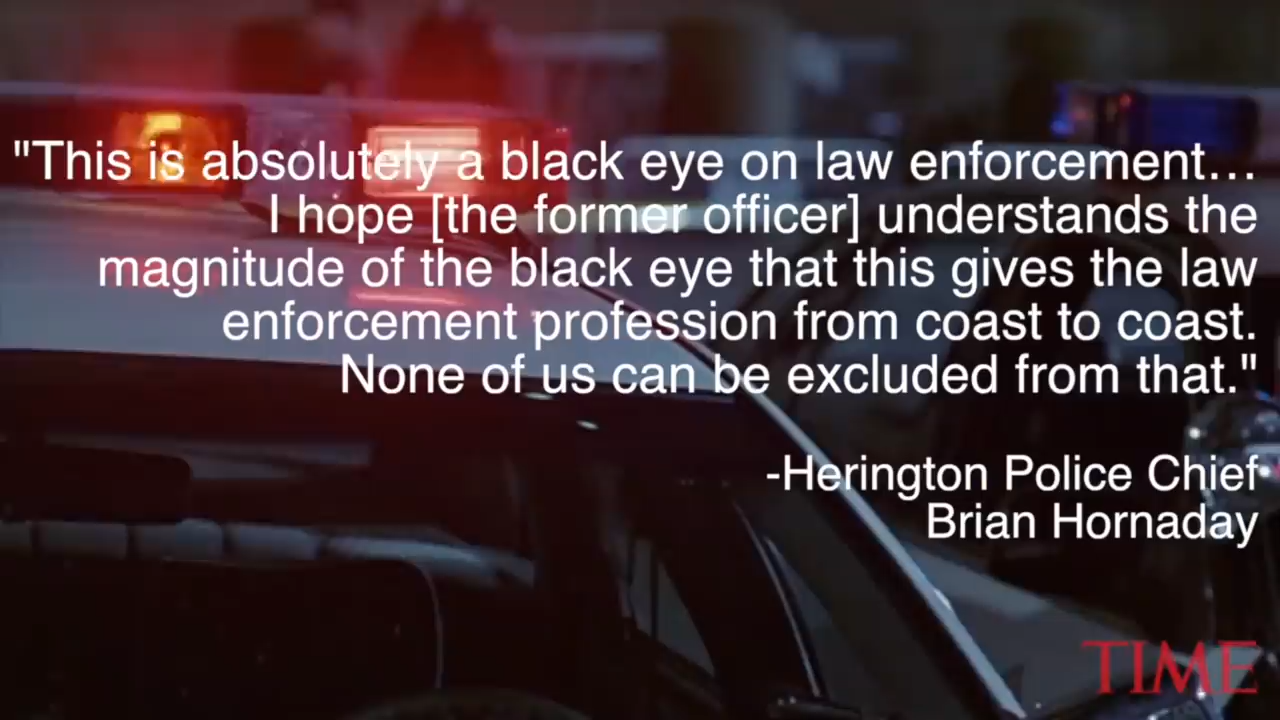 "This is absolutely a black eye on law enforcement…
I hope [the former officer] understands the
magnitude of the black eye that this gives the law
enforcement profession from coast to coast.
None of us can be excluded from that."
-Herington Police Chief
Brian Hornaday
TIME